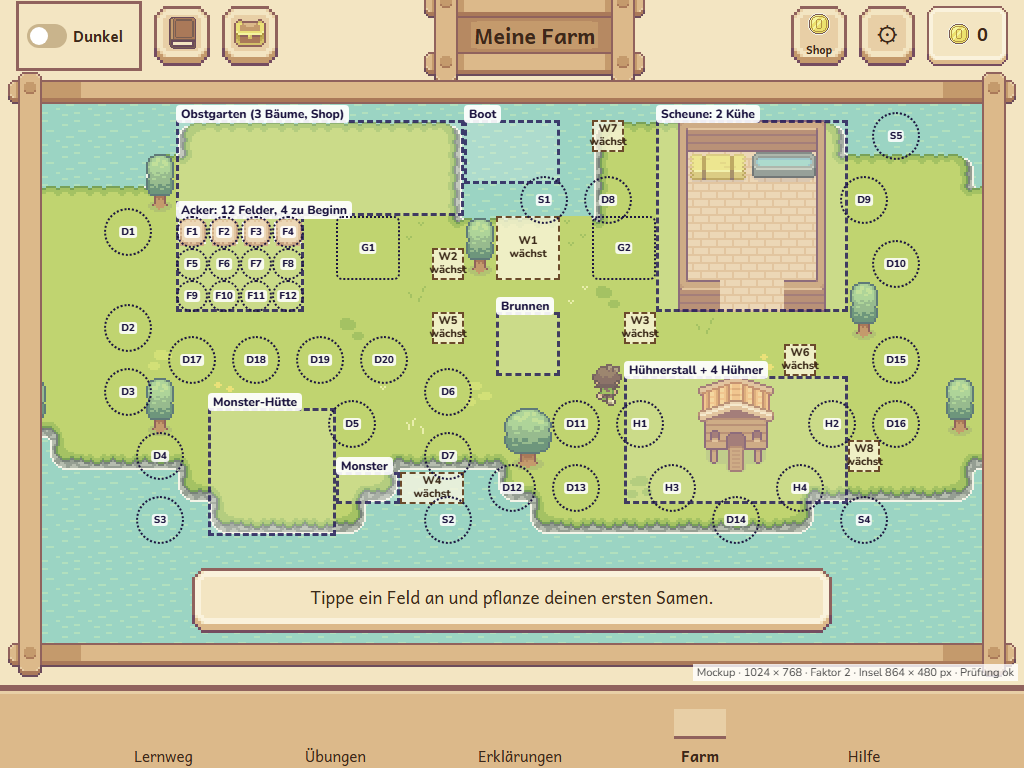 Dunkel
Meine Farm
Shop
0
Obstgarten (3 Bäume, Shop)
Boot
W7
wächst
Scheune: 2 Kühe
S5
S1
D8
D9
Acker: 12 Felder, 4 zu Beginn
D1
F1 F2 F3 F4
G1
W1
wächst
G2
W2
wächst
F5 F6 F7 F8
D10
F9 F10 F11 F12
Brunnen
D2
W5
wächst
W3
wächst
D17 D18 D19 D20
W6
wächst
D15
Hühnerstall + 4 Hühner
D3
D6
Monster-Hütte
D5
D11
H1
H2
D16
D4
D7
W8
wächst
Monster
W4
wächst
D12
D13
H3
H4
S3
S2
D14
S4
Tippe ein Feld an und pflanze deinen ersten Samen.
Mockup · 1024 × 768 · Faktor 2 · Insel 864 × 480 px · Prüfung ok
Lernweg
Übungen
Erklärungen
Farm
Hilfe